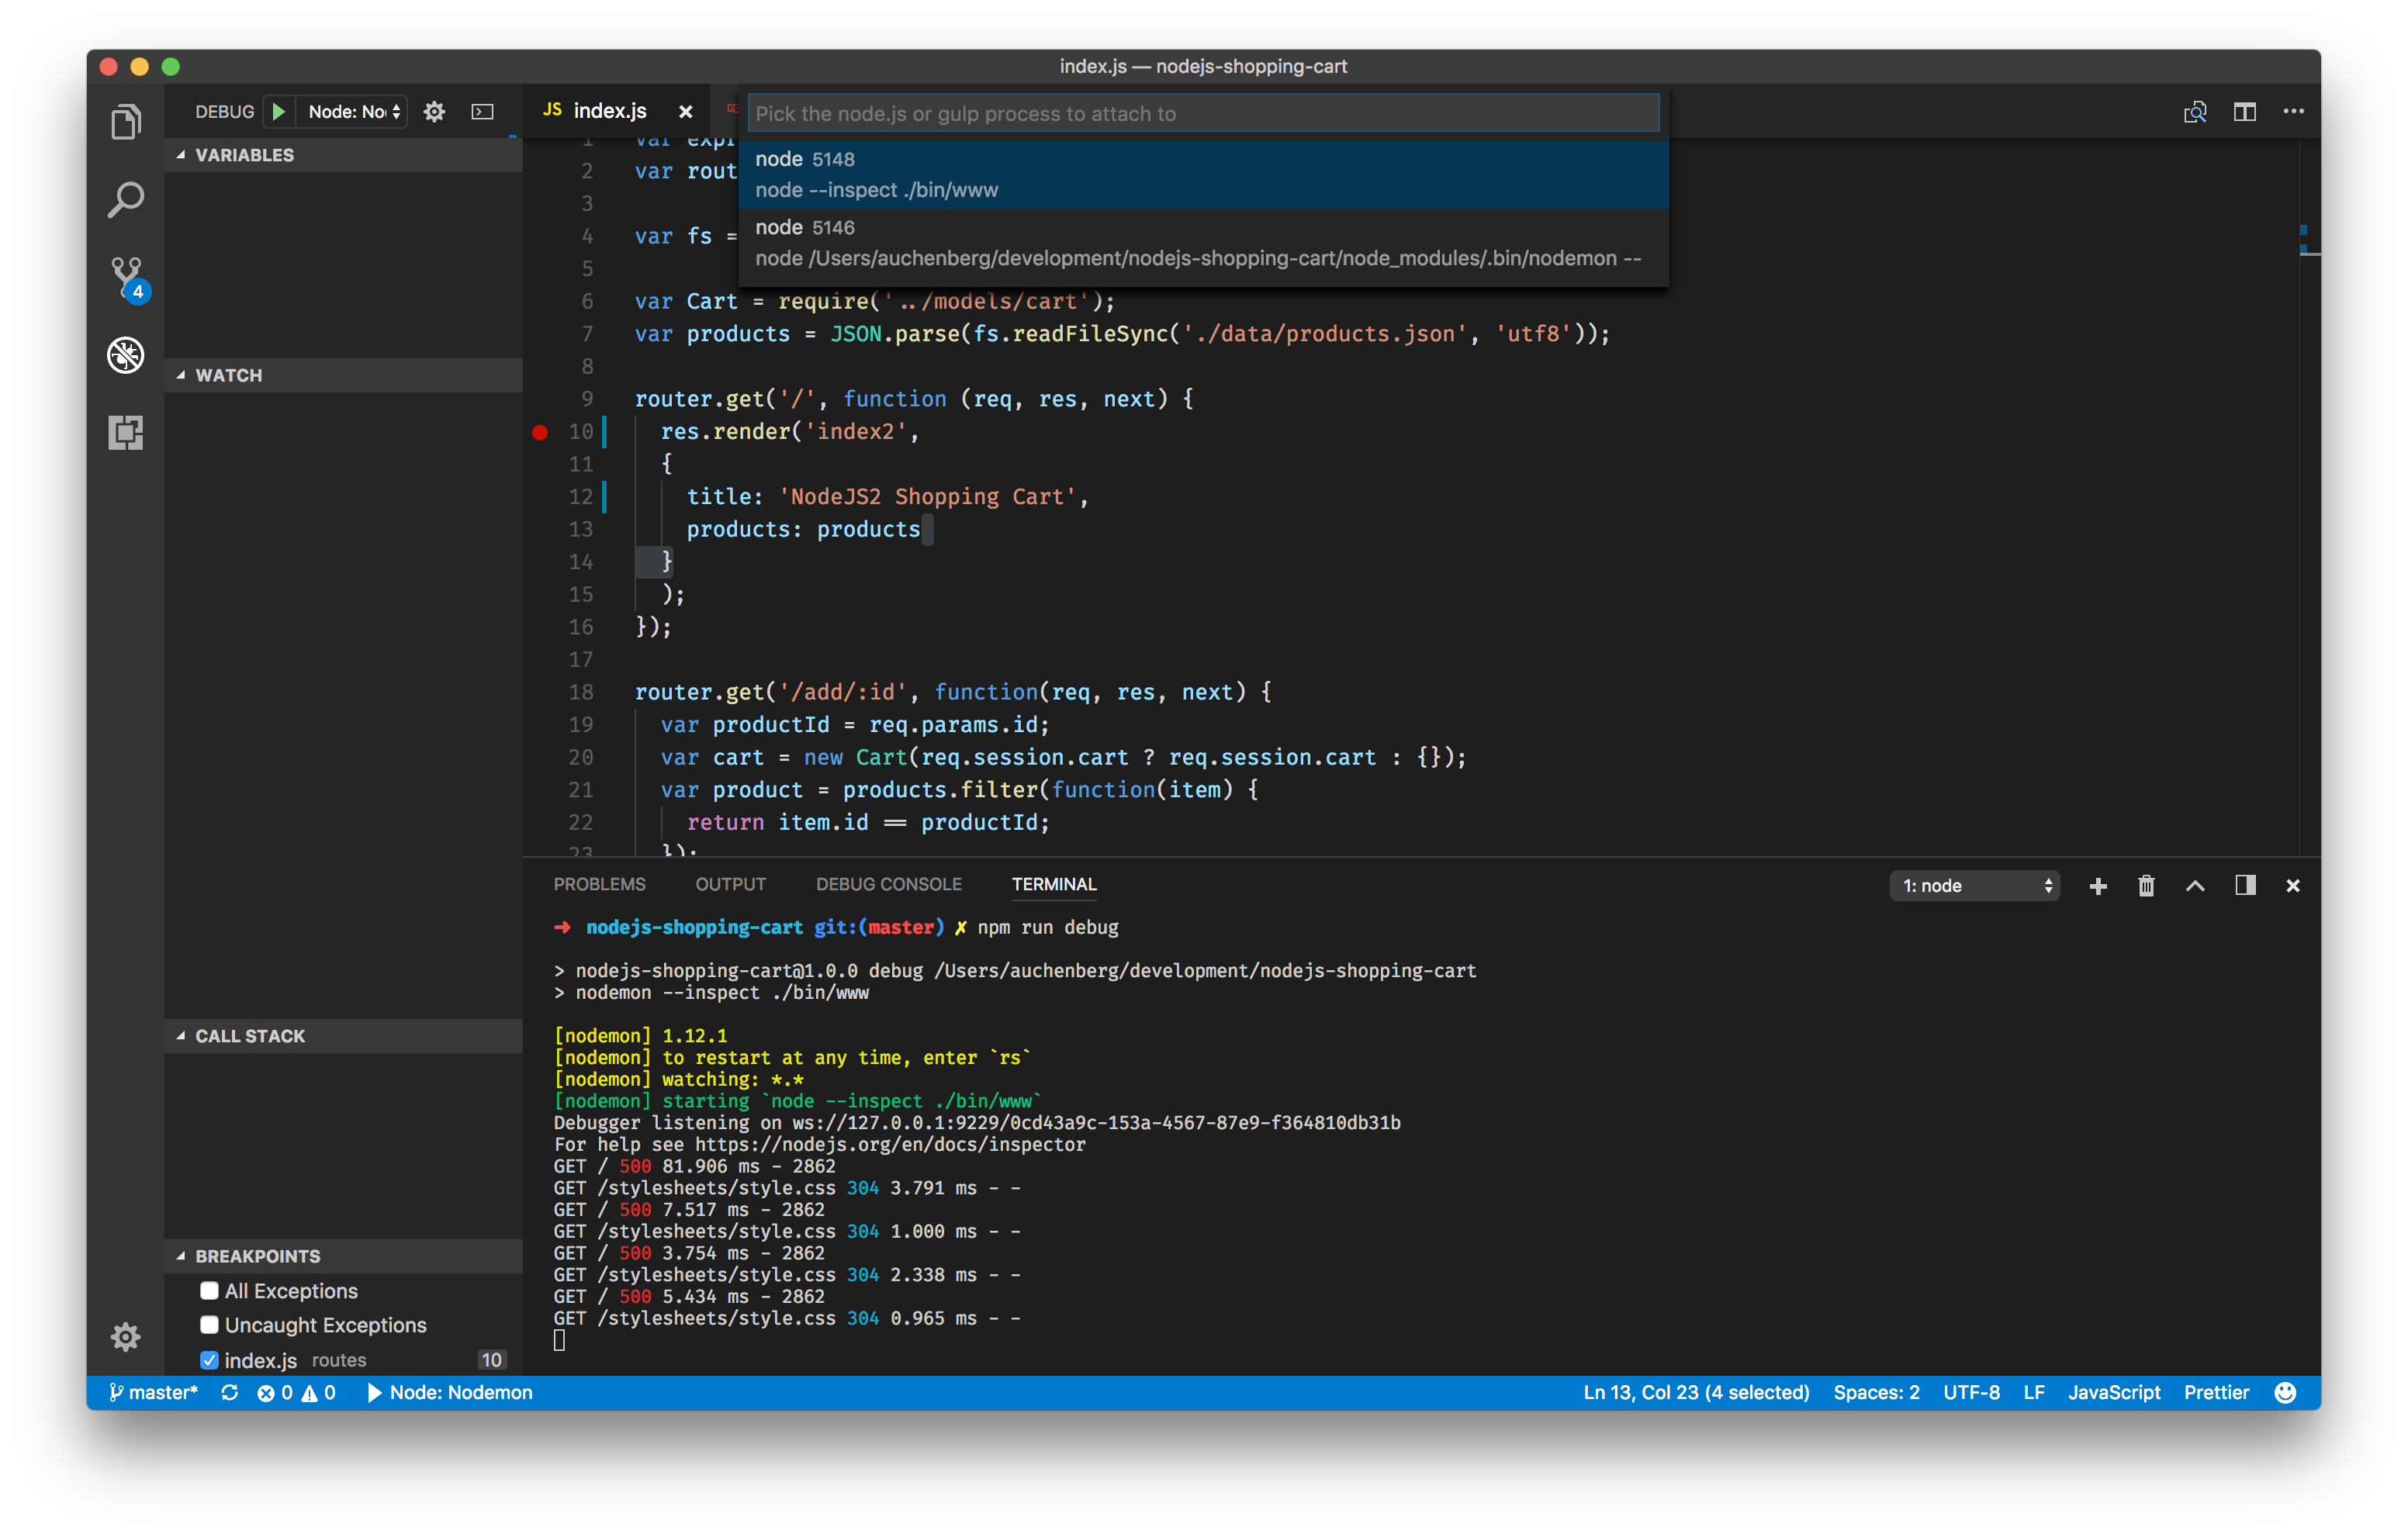 index.js — nodejs-shopping-cart
DEBUG
Node: No
JS index.js
Pick the node.js or gulp process to attach to
node 5148
node --inspect ./bin/www
node 5146
node /Users/auchenberg/development/nodejs-shopping-cart/node_modules/.bin/nodemon --
4
VARIABLES
WATCH
CALL STACK
BREAKPOINTS
All Exceptions
Uncaught Exceptions
index.js routes 10
1 var expr
2 var rout
3
4 var fs =
5
6 var Cart = require('../models/cart');
7 var products = JSON.parse(fs.readFileSync('./data/products.json', 'utf8'));
8
9 router.get('/', function (req, res, next) {
10 res.render('index2',
11 {
12 title: 'NodeJS2 Shopping Cart',
13 products: products
14 }
15 );
16 });
17
18 router.get('/add/:id', function(req, res, next) {
19 var productId = req.params.id;
20 var cart = new Cart(req.session.cart ? req.session.cart : {});
21 var product = products.filter(function(item) {
22 return item.id == productId;
23 });
PROBLEMS OUTPUT DEBUG CONSOLE TERMINAL 1: node
➜ nodejs-shopping-cart git:(master) ✗ npm run debug
> nodejs-shopping-cart@1.0.0 debug /Users/auchenberg/development/nodejs-shopping-cart
> nodemon --inspect ./bin/www
[nodemon] 1.12.1
[nodemon] to restart at any time, enter `rs`
[nodemon] watching: *.*
[nodemon] starting `node --inspect ./bin/www`
Debugger listening on ws://127.0.0.1:9229/0cd43a9c-153a-4567-87e9-f364810db31b
For help see https://nodejs.org/en/docs/inspector
GET / 500 81.906 ms - 2862
GET /stylesheets/style.css 304 3.791 ms - -
GET / 500 7.517 ms - 2862
GET /stylesheets/style.css 304 1.000 ms - -
GET / 500 3.754 ms - 2862
GET /stylesheets/style.css 304 2.338 ms - -
GET / 500 5.434 ms - 2862
GET /stylesheets/style.css 304 0.965 ms - -
master* 0 0 Node: Nodemon Ln 13, Col 23 (4 selected) Spaces: 2 UTF-8 LF JavaScript Prettier